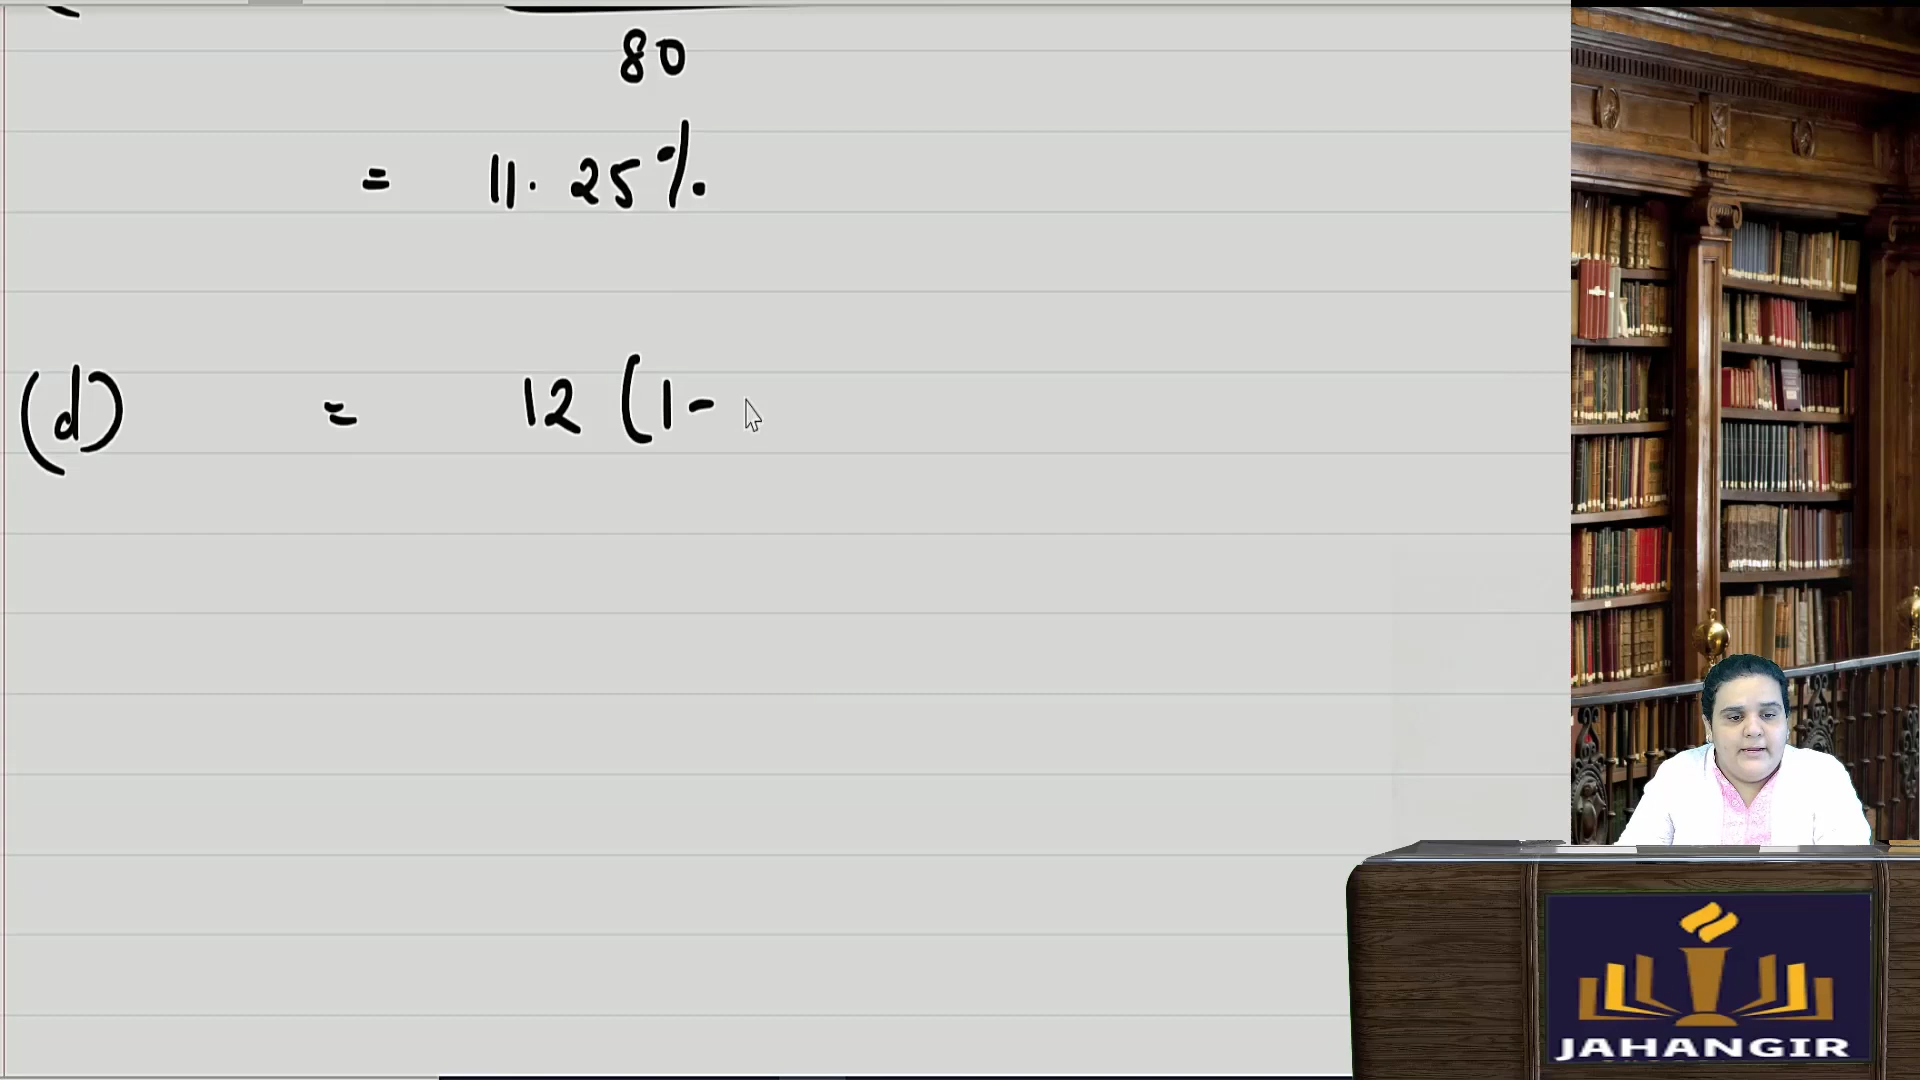 80
= 11.25%
(d) = 12 (1-
JAHANGIR